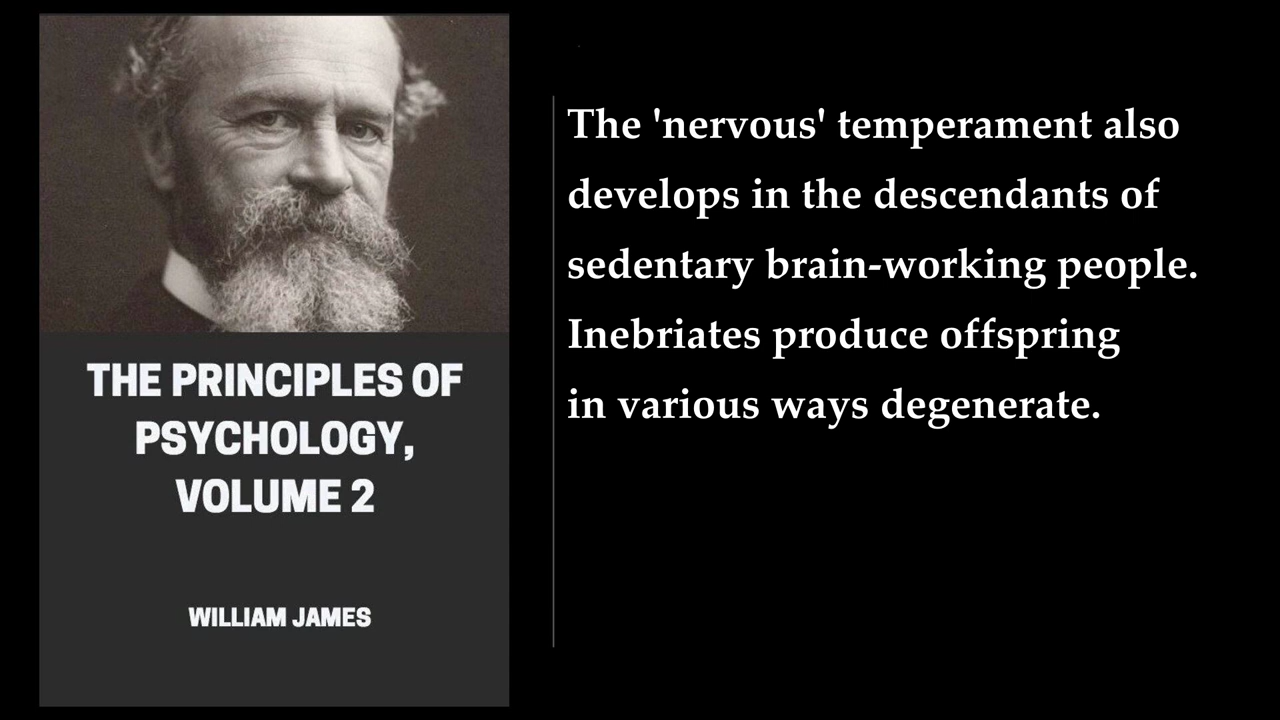 THE PRINCIPLES OF
PSYCHOLOGY,
VOLUME 2
WILLIAM JAMES
The 'nervous' temperament also
develops in the descendants of
sedentary brain-working people.
Inebriates produce offspring
in various ways degenerate.